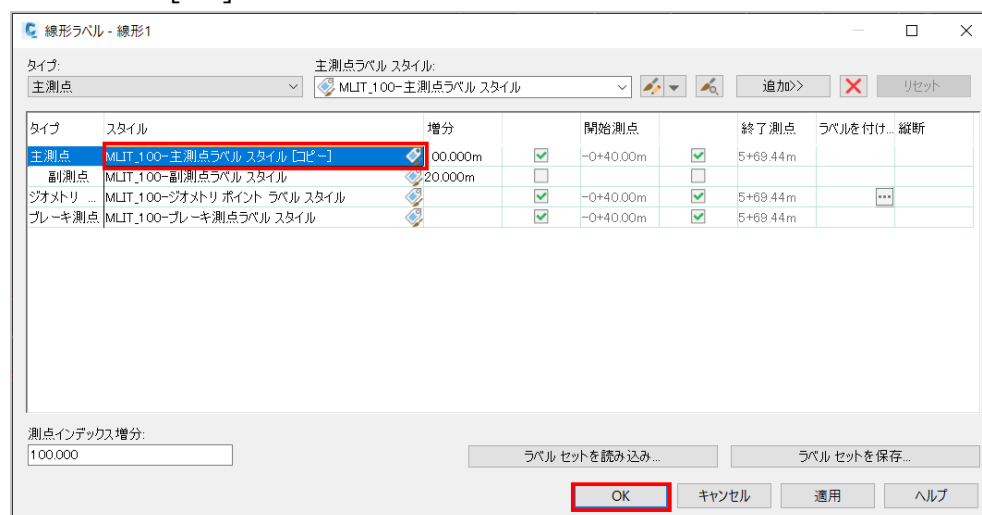 線形ラベル - 線形1
タイプ:
主測点ラベル スタイル:
主測点
MLIT_100-主測点ラベル スタイル
追加>>
リセット
タイプ スタイル 増分 開始測点 終了測点 ラベルを付け... 縦断
主測点 MLIT_100-主測点ラベル スタイル [コピー] 00.000m -0+40.00m 5+69.44m
副測点 MLIT_100-副測点ラベル スタイル 20.000m
ジオメトリ ... MLIT_100-ジオメトリ ポイント ラベル スタイル -0+40.00m 5+69.44m ...
ブレーキ測点 MLIT_100-ブレーキ測点ラベル スタイル -0+40.00m 5+69.44m
測点インデックス増分:
100.000
ラベル セットを読み込み...
ラベル セットを保存...
OK
キャンセル
適用
ヘルプ